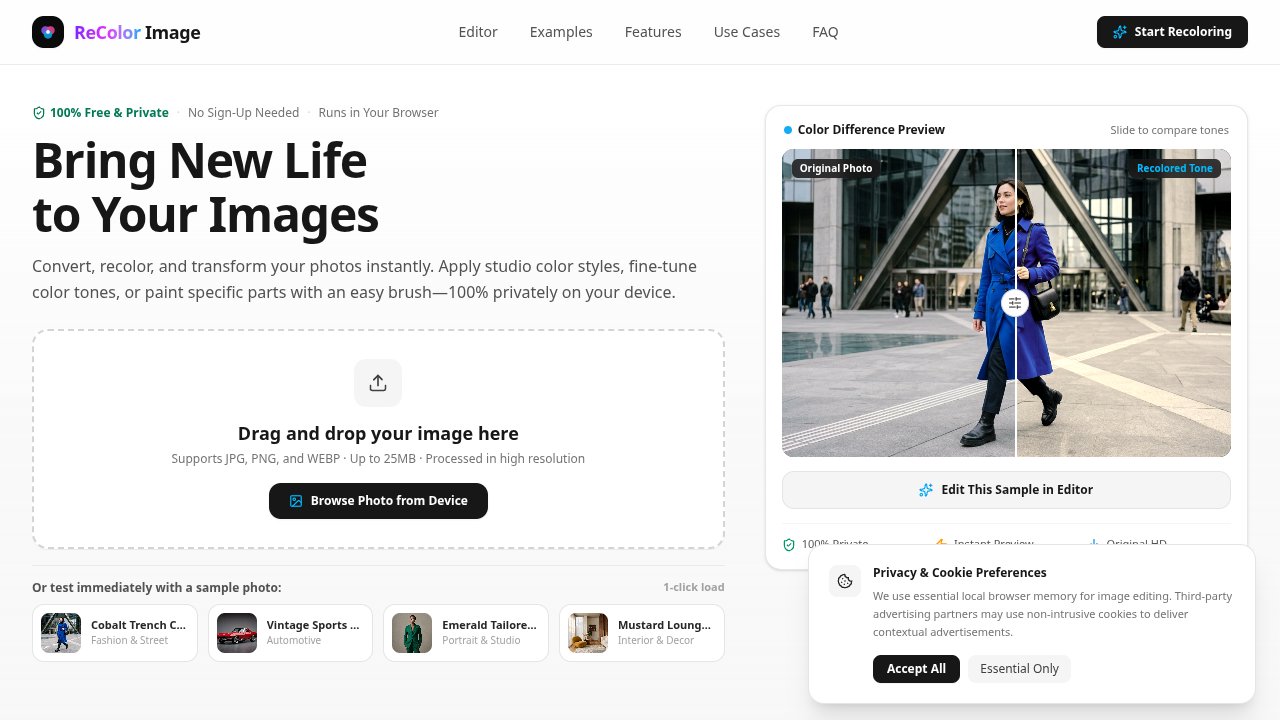 ReColor Image
Editor
Examples
Features
Use Cases
FAQ
Start Recoloring
100% Free & Private · No Sign-Up Needed · Runs in Your Browser
Bring New Life
to Your Images
Convert, recolor, and transform your photos instantly. Apply studio color styles, fine-tune
color tones, or paint specific parts with an easy brush—100% privately on your device.
Drag and drop your image here
Supports JPG, PNG, and WEBP · Up to 25MB · Processed in high resolution
Browse Photo from Device
Or test immediately with a sample photo:
1-click load
Cobalt Trench C...
Fashion & Street
Vintage Sports ...
Automotive
Emerald Tailore...
Portrait & Studio
Mustard Loung...
Interior & Decor
Color Difference Preview
Slide to compare tones
Original Photo
Recolored Tone
Edit This Sample in Editor
100% Private
Instant Preview
Original HD
Privacy & Cookie Preferences
We use essential local browser memory for image editing. Third-party
advertising partners may use non-intrusive cookies to deliver
contextual advertisements.
Accept All
Essential Only